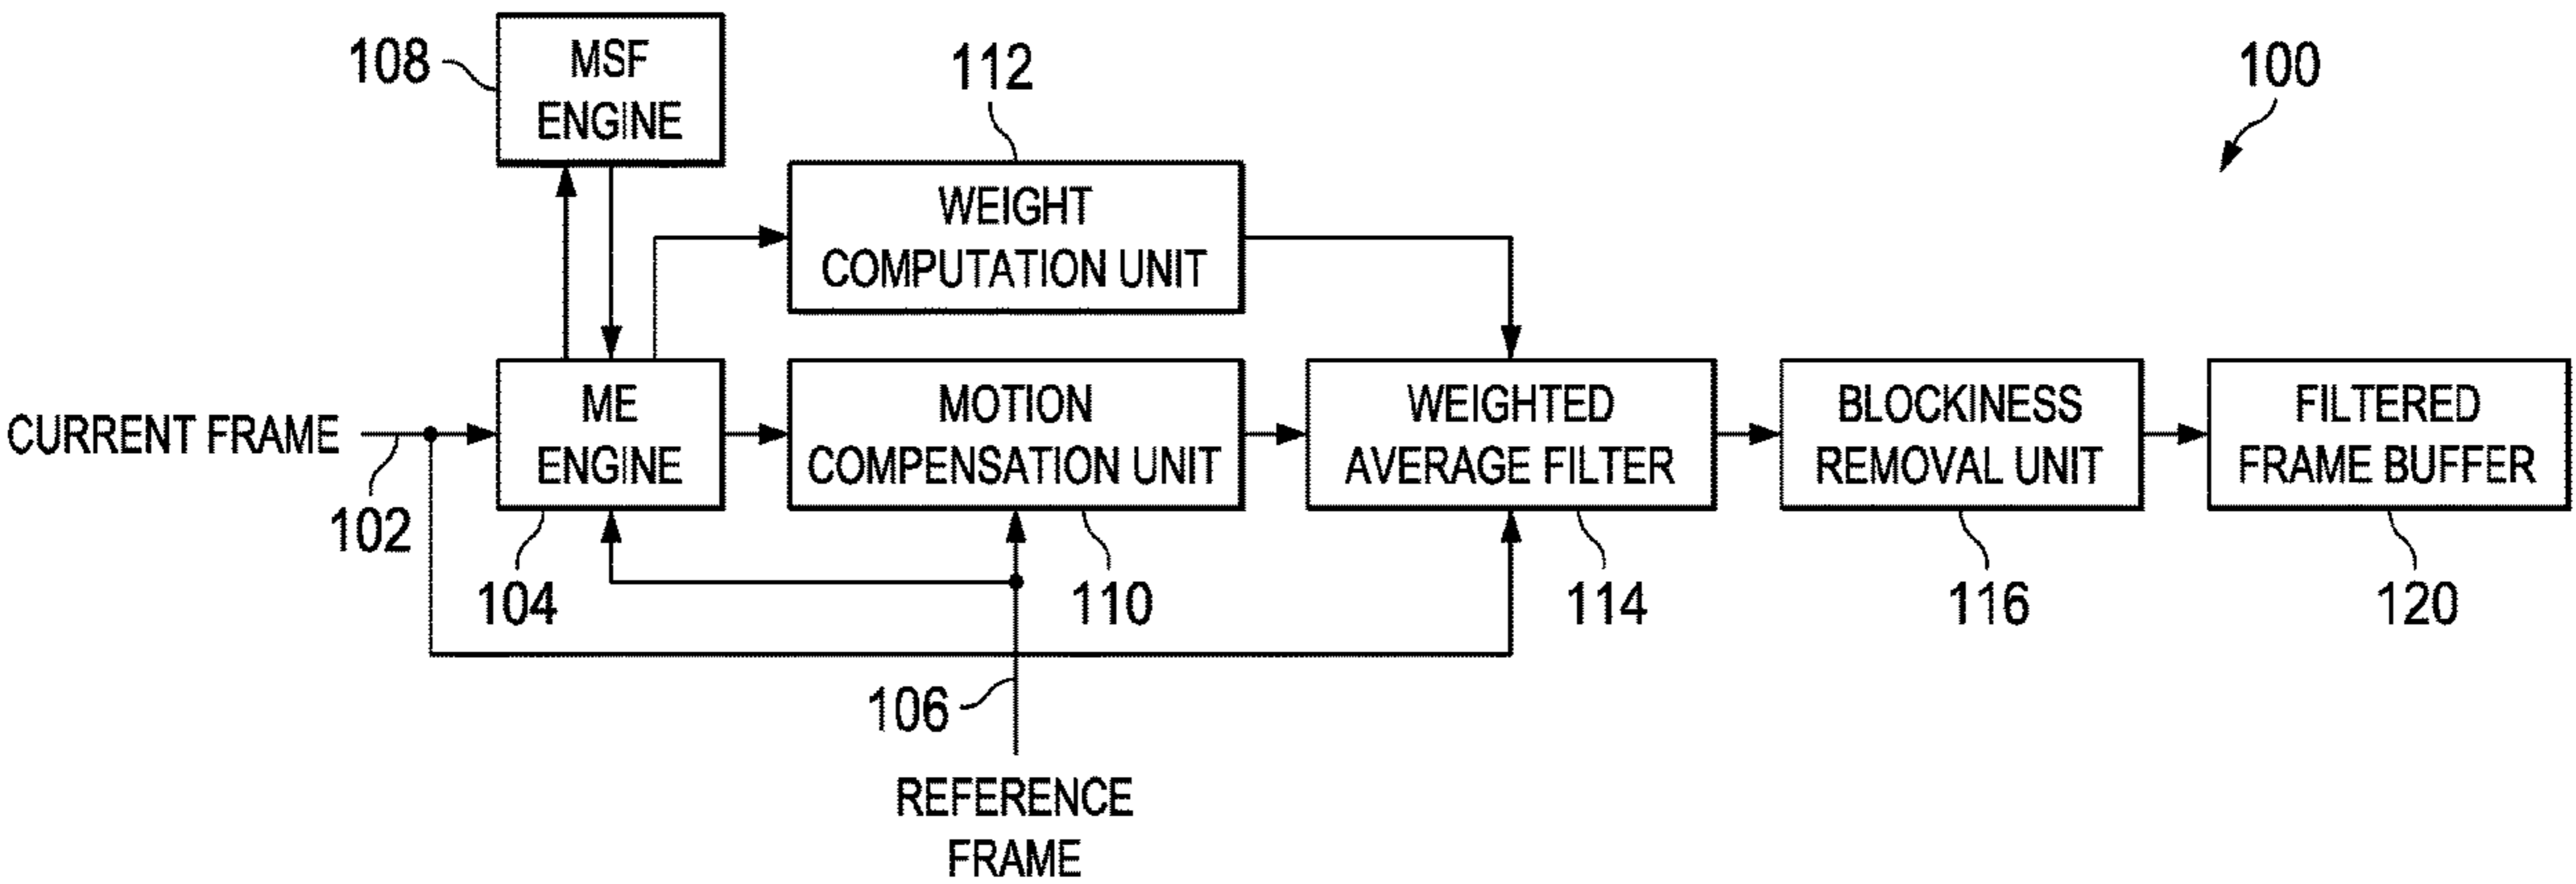 108
MSF
ENGINE
112
100
WEIGHT
COMPUTATION UNIT
CURRENT FRAME
102
ME
ENGINE
104
MOTION
COMPENSATION UNIT
110
WEIGHTED
AVERAGE FILTER
114
BLOCKINESS
REMOVAL UNIT
116
FILTERED
FRAME BUFFER
120
106
REFERENCE
FRAME